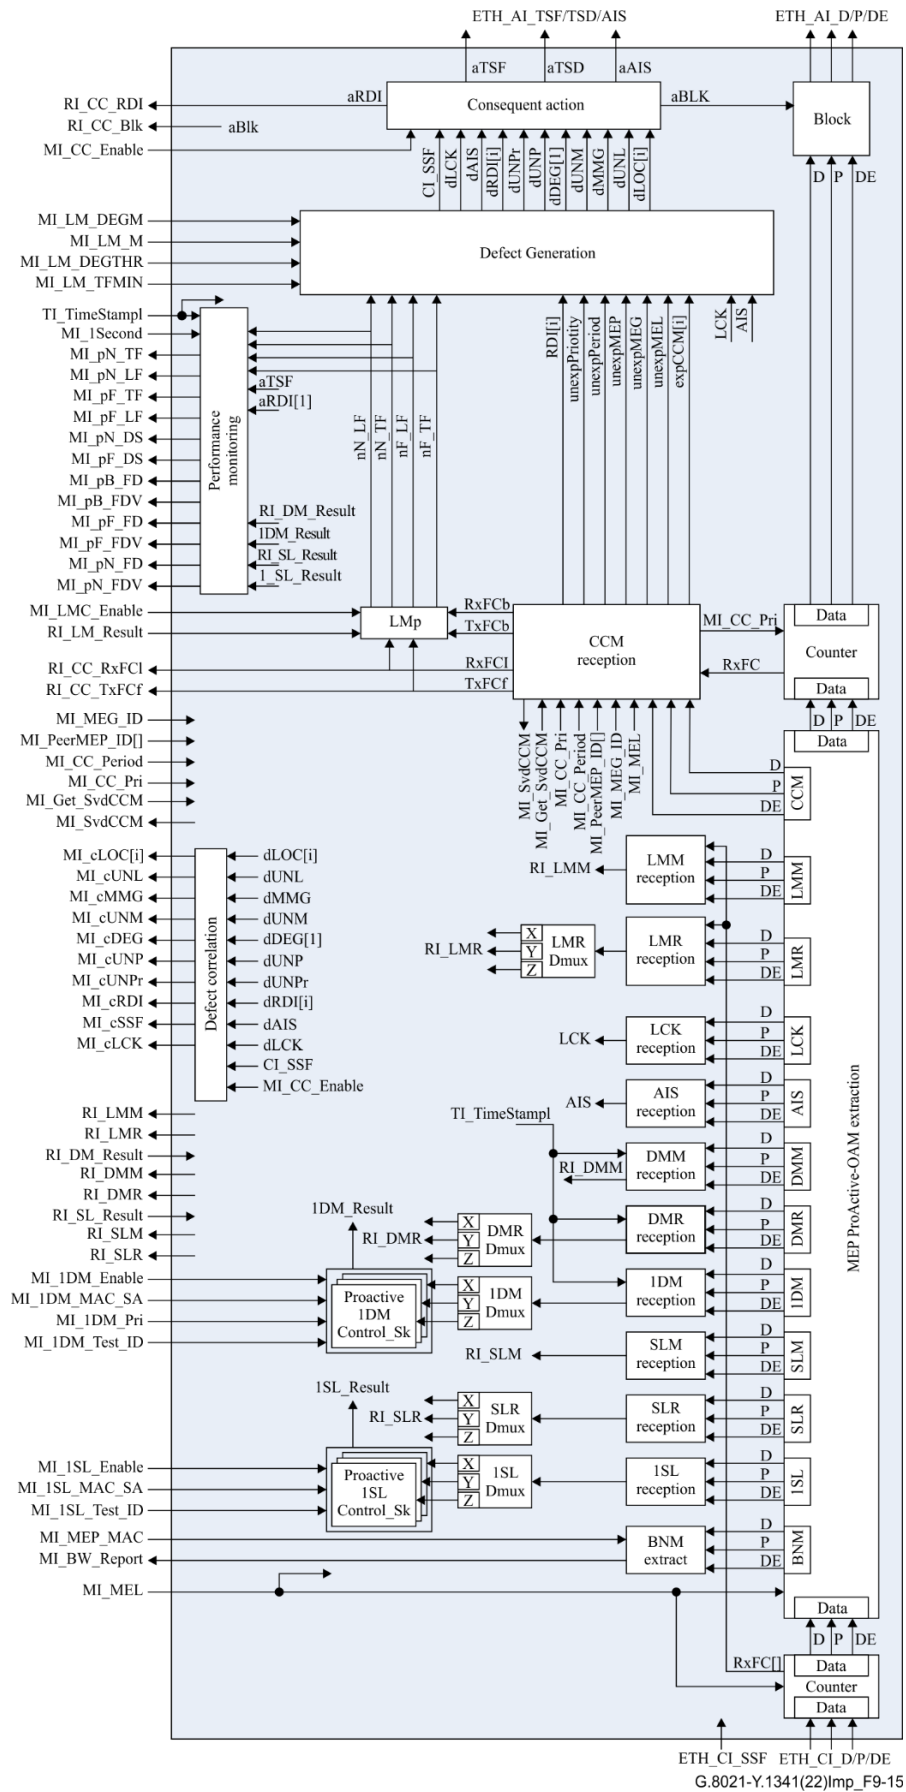 ETH_AI_TSF/TSD/AIS
ETH_AI_D/P/DE
aTSF
aTSD
aAIS
RI_CC_RDI
aRDI
Consequent action
aBLK
Block
RI_CC_Blk
aBlk
MI_CC_Enable
CI_SSF
dLCK
dAIS
dRDI[i]
dUNPr
dUNP
dDEG[1]
dUNM
dMMG
dUNL
dLOC[i]
D
P
DE
MI_LM_DEGM
MI_LM_M
MI_LM_DEGTHR
MI_LM_TFMIN
Defect Generation
TI_TimeStampl
MI_1Second
MI_pN_TF
MI_pN_LF
MI_pF_TF
MI_pF_LF
MI_pN_DS
MI_pF_DS
MI_pB_FD
MI_pB_FDV
MI_pF_FD
MI_pF_FDV
MI_pN_FD
MI_pN_FDV
Performance
monitoring
aTSF
aRDI[1]
RI_DM_Result
1DM_Result
RI_SL_Result
1_SL_Result
nN_LF
nN_TF
nF_LF
nF_TF
RDI[i]
unexpPriotity
unexpPeriod
unexpMEP
unexpMEG
unexpMEL
expCCM[i]
LCK
AIS
MI_LMC_Enable
RI_LM_Result
LMp
RxFCb
TxFCb
CCM
reception
MI_CC_Pri
RxFC
Data
Counter
Data
RI_CC_RxFCl
RI_CC_TxFCf
RxFCI
TxFCf
D
P
DE
MI_MEG_ID
MI_PeerMEP_ID[]
MI_CC_Period
MI_CC_Pri
MI_Get_SvdCCM
MI_SvdCCM
MI_SvdCCM
MI_Get_SvdCCM
MI_CC_Pri
MI_CC_Period
MI_PeerMEP_ID[]
MI_MEG_ID
MI_MEL
Data
D
P
DE
CCM
MI_cLOC[i]
MI_cUNL
MI_cMMG
MI_cUNM
MI_cDEG
MI_cUNP
MI_cUNPr
MI_cRDI
MI_cSSF
MI_cLCK
Defect correlation
dLOC[i]
dUNL
dMMG
dUNM
dDEG[1]
dUNP
dUNPr
dRDI[i]
dAIS
dLCK
CI_SSF
MI_CC_Enable
RI_LMM
LMM
reception
D
P
DE
LMM
RI_LMR
X
Y
Z
LMR
Dmux
LMR
reception
D
P
DE
LMR
LCK
LCK
reception
D
P
DE
LCK
AIS
AIS
reception
D
P
DE
AIS
MEP ProActive-OAM extraction
RI_LMM
RI_LMR
RI_DM_Result
RI_DMM
RI_DMR
RI_SL_Result
RI_SLM
RI_SLR
TI_TimeStampl
RI_DMM
DMM
reception
D
P
DE
DMM
1DM_Result
RI_DMR
X
Y
Z
DMR
Dmux
DMR
reception
D
P
DE
DMR
MI_1DM_Enable
MI_1DM_MAC_SA
MI_1DM_Pri
MI_1DM_Test_ID
Proactive
1DM
Control_Sk
X
Y
Z
1DM
Dmux
1DM
reception
D
P
DE
1DM
RI_SLM
SLM
reception
D
P
DE
SLM
1SL_Result
RI_SLR
X
Y
Z
SLR
Dmux
SLR
reception
D
P
DE
SLR
MI_1SL_Enable
MI_1SL_MAC_SA
MI_1SL_Test_ID
Proactive
1SL
Control_Sk
X
Y
Z
1SL
Dmux
1SL
reception
D
P
DE
1SL
MI_MEP_MAC
MI_BW_Report
BNM
extract
D
P
DE
BNM
MI_MEL
Data
D
P
DE
RxFC[]
Data
Counter
Data
ETH_CI_SSF
ETH_CI_D/P/DE
G.8021-Y.1341(22)Imp_F9-15